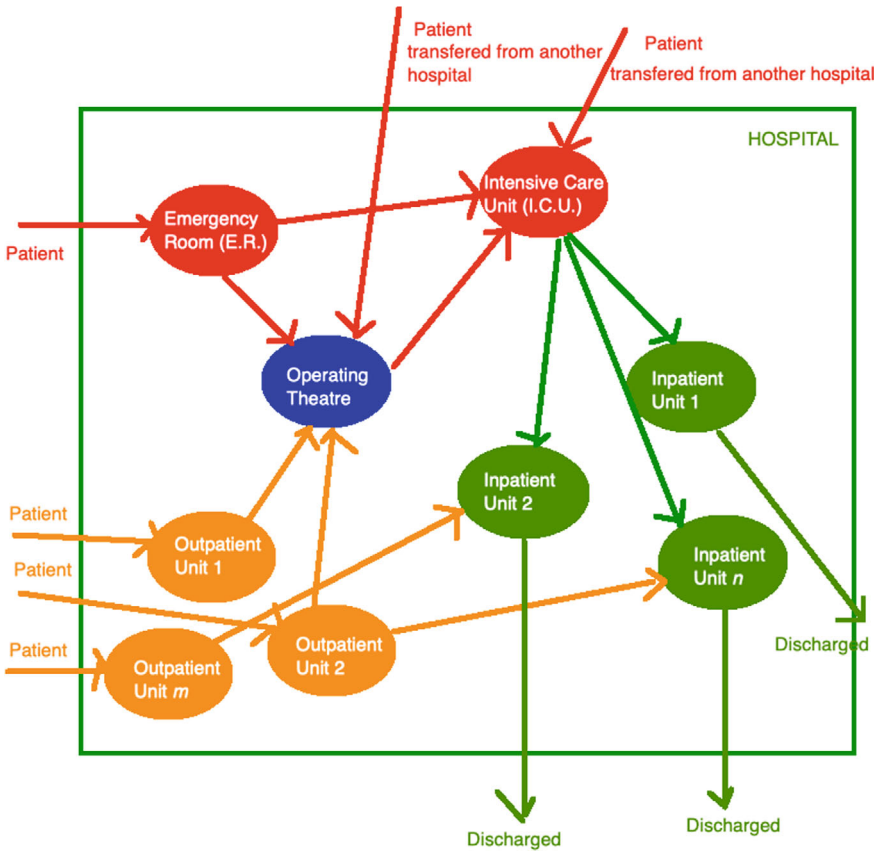 Patient
transfered from another
hospital
Patient
transfered from another hospital
HOSPITAL
Intensive Care
Unit (I.C.U.)
Emergency
Room (E.R.)
Patient
Operating
Theatre
Inpatient
Unit 1
Inpatient
Unit 2
Patient
Outpatient
Unit 1
Inpatient
Unit n
Patient
Patient
Outpatient
Unit 2
Outpatient
Unit m
Discharged
Discharged
Discharged